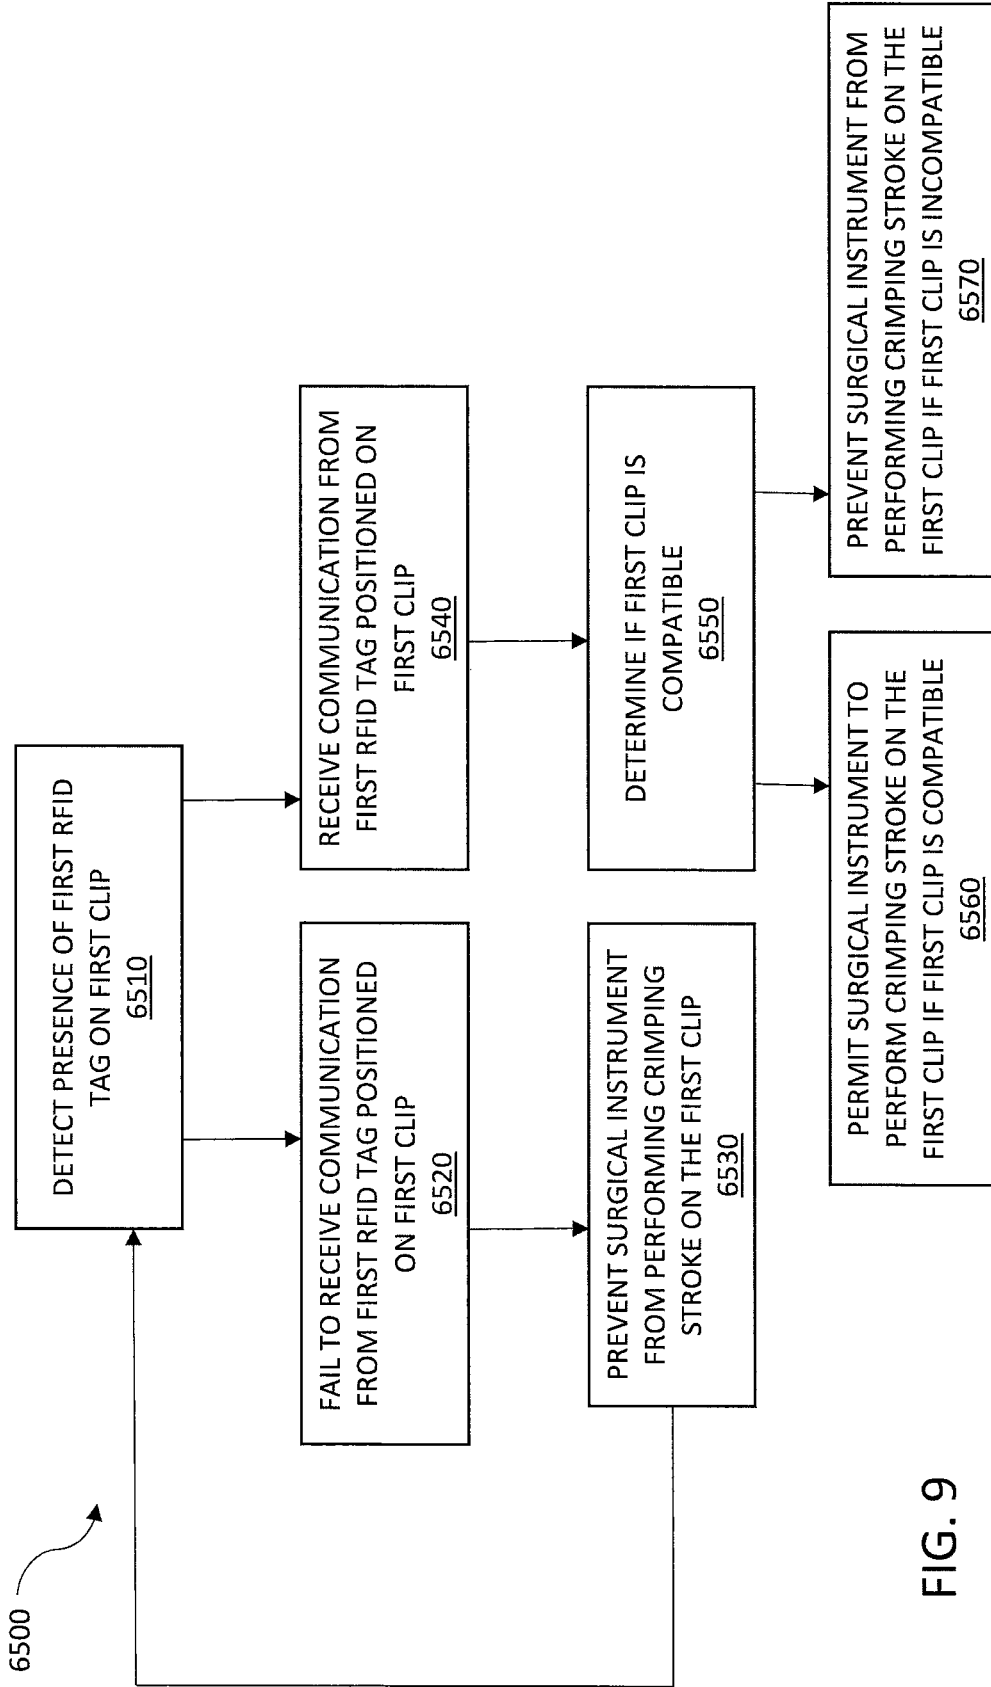 6500
DETECT PRESENCE OF FIRST RFID
TAG ON FIRST CLIP
6510
FAIL TO RECEIVE COMMUNICATION
FROM FIRST RFID TAG POSITIONED
ON FIRST CLIP
6520
RECEIVE COMMUNICATION FROM
FIRST RFID TAG POSITIONED ON
FIRST CLIP
6540
PREVENT SURGICAL INSTRUMENT
FROM PERFORMING CRIMPING
STROKE ON THE FIRST CLIP
6530
DETERMINE IF FIRST CLIP IS
COMPATIBLE
6550
PERMIT SURGICAL INSTRUMENT TO
PERFORM CRIMPING STROKE ON THE
FIRST CLIP IF FIRST CLIP IS COMPATIBLE
6560
PREVENT SURGICAL INSTRUMENT FROM
PERFORMING CRIMPING STROKE ON THE
FIRST CLIP IF FIRST CLIP IS INCOMPATIBLE
6570
FIG. 9